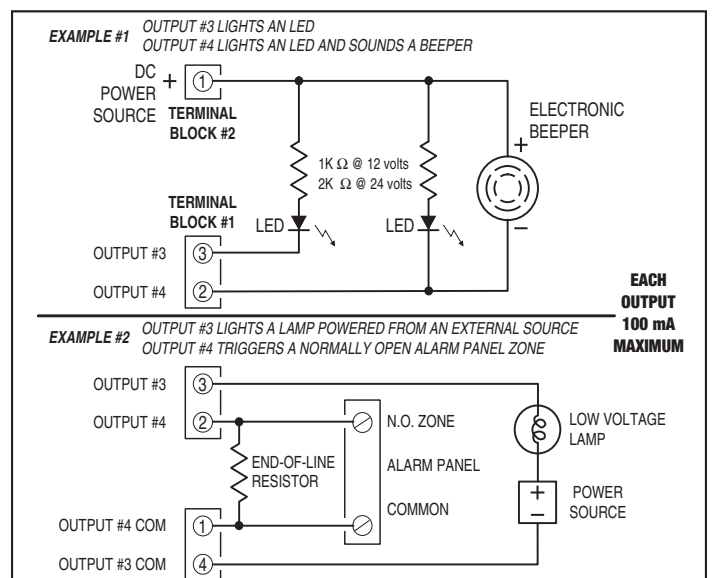 EXAMPLE #1 OUTPUT #3 LIGHTS AN LED
OUTPUT #4 LIGHTS AN LED AND SOUNDS A BEEPER
DC
POWER
SOURCE
+
1
TERMINAL
BLOCK #2
1K Ω @ 12 volts
2K Ω @ 24 volts
ELECTRONIC
BEEPER
+
−
TERMINAL
BLOCK #1
LED
LED
OUTPUT #3
3
OUTPUT #4
2
EACH
OUTPUT
100 mA
MAXIMUM
EXAMPLE #2 OUTPUT #3 LIGHTS A LAMP POWERED FROM AN EXTERNAL SOURCE
OUTPUT #4 TRIGGERS A NORMALLY OPEN ALARM PANEL ZONE
OUTPUT #3
3
OUTPUT #4
2
N.O. ZONE
LOW VOLTAGE
LAMP
END-OF-LINE
RESISTOR
ALARM PANEL
COMMON
+
−
POWER
SOURCE
OUTPUT #4 COM
1
OUTPUT #3 COM
4